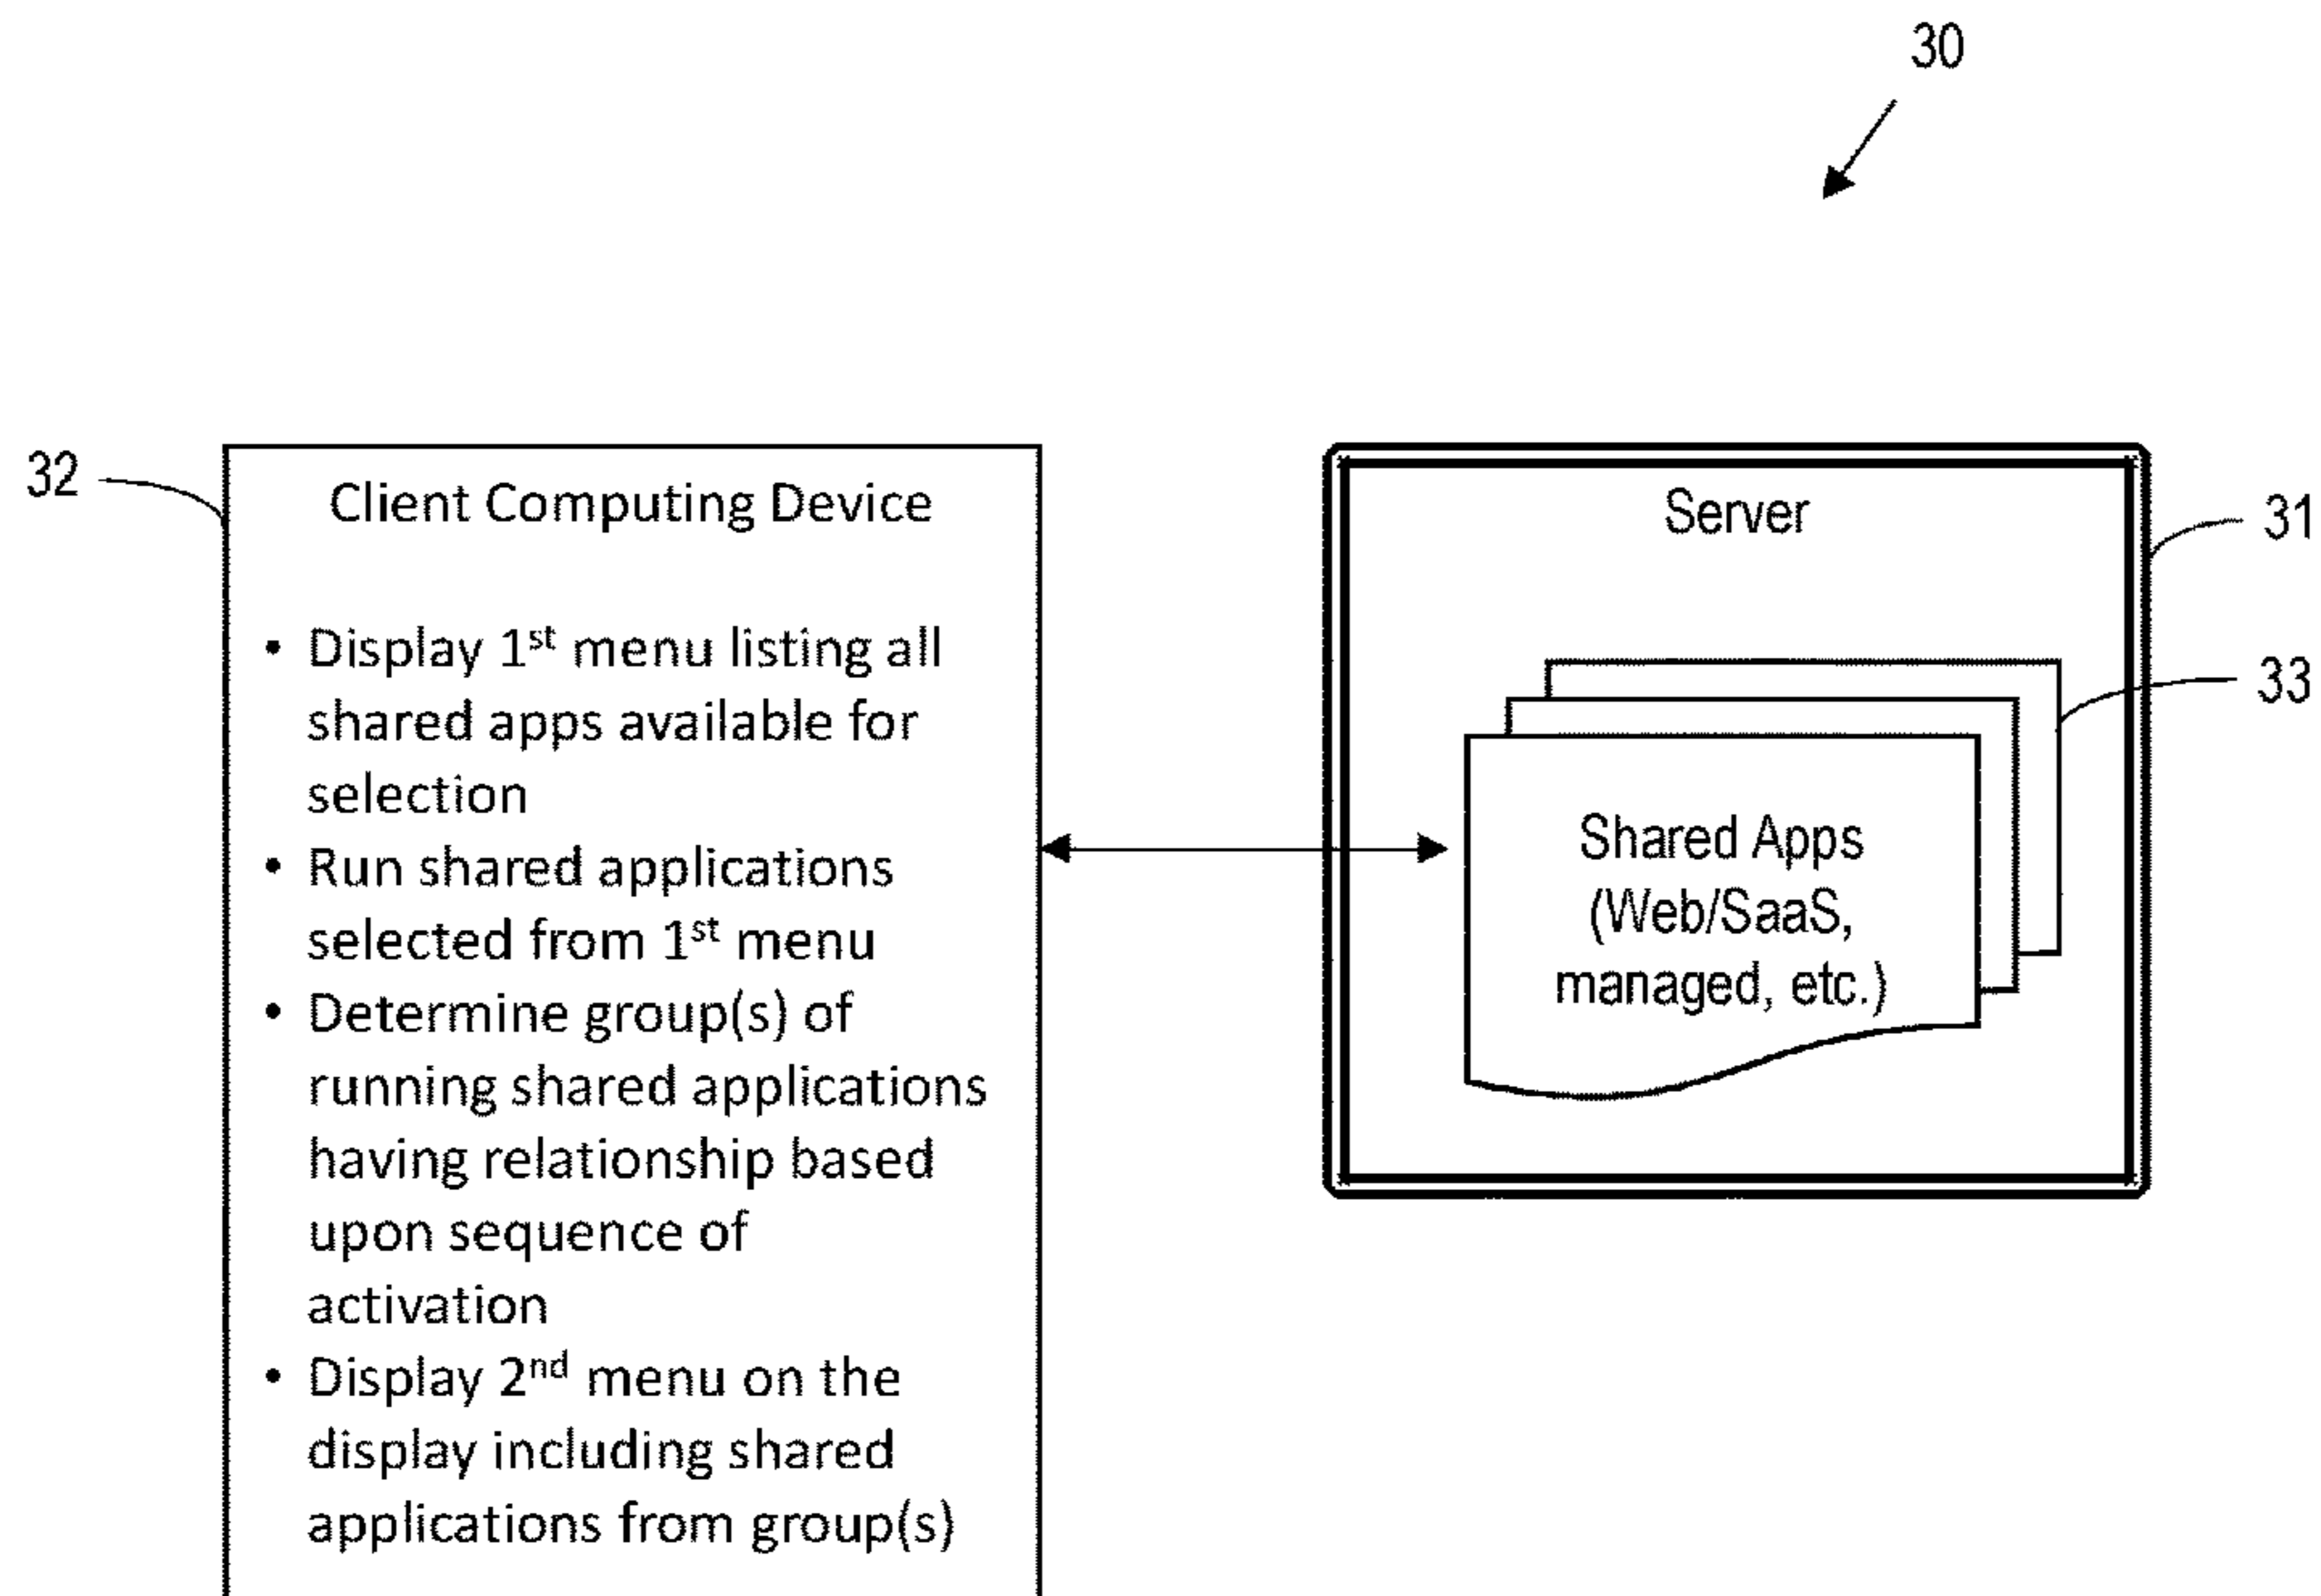 30
32
Client Computing Device
• Display 1st menu listing all
shared apps available for
selection
• Run shared applications
selected from 1st menu
• Determine group(s) of
running shared applications
having relationship based
upon sequence of
activation
• Display 2nd menu on the
display including shared
applications from group(s)
Server
31
33
Shared Apps
(Web/SaaS,
managed, etc.)